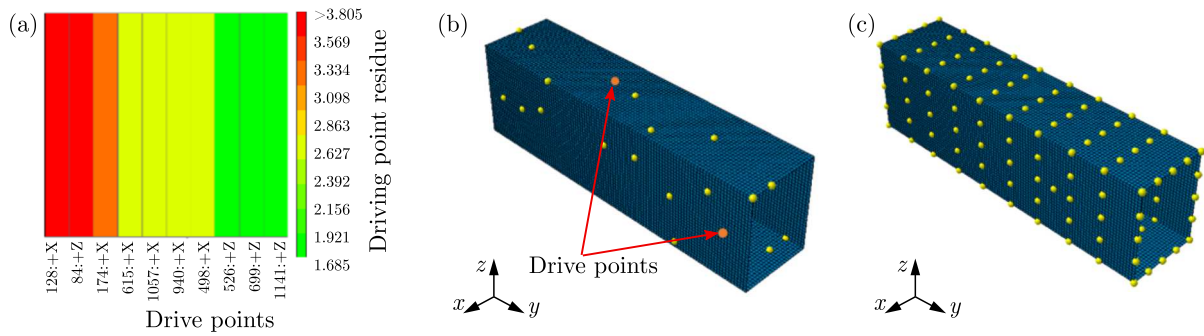 (a)
>3.805
3.569
3.334
3.098
2.863
2.627
2.392
2.156
1.921
1.685
Driving point residue
128:+X
84:+Z
174:+X
615:+X
1057:+X
940:+X
498:+X
526:+Z
699:+Z
1141:+Z
Drive points
(b)
Drive points
z
x
y
(c)
z
x
y